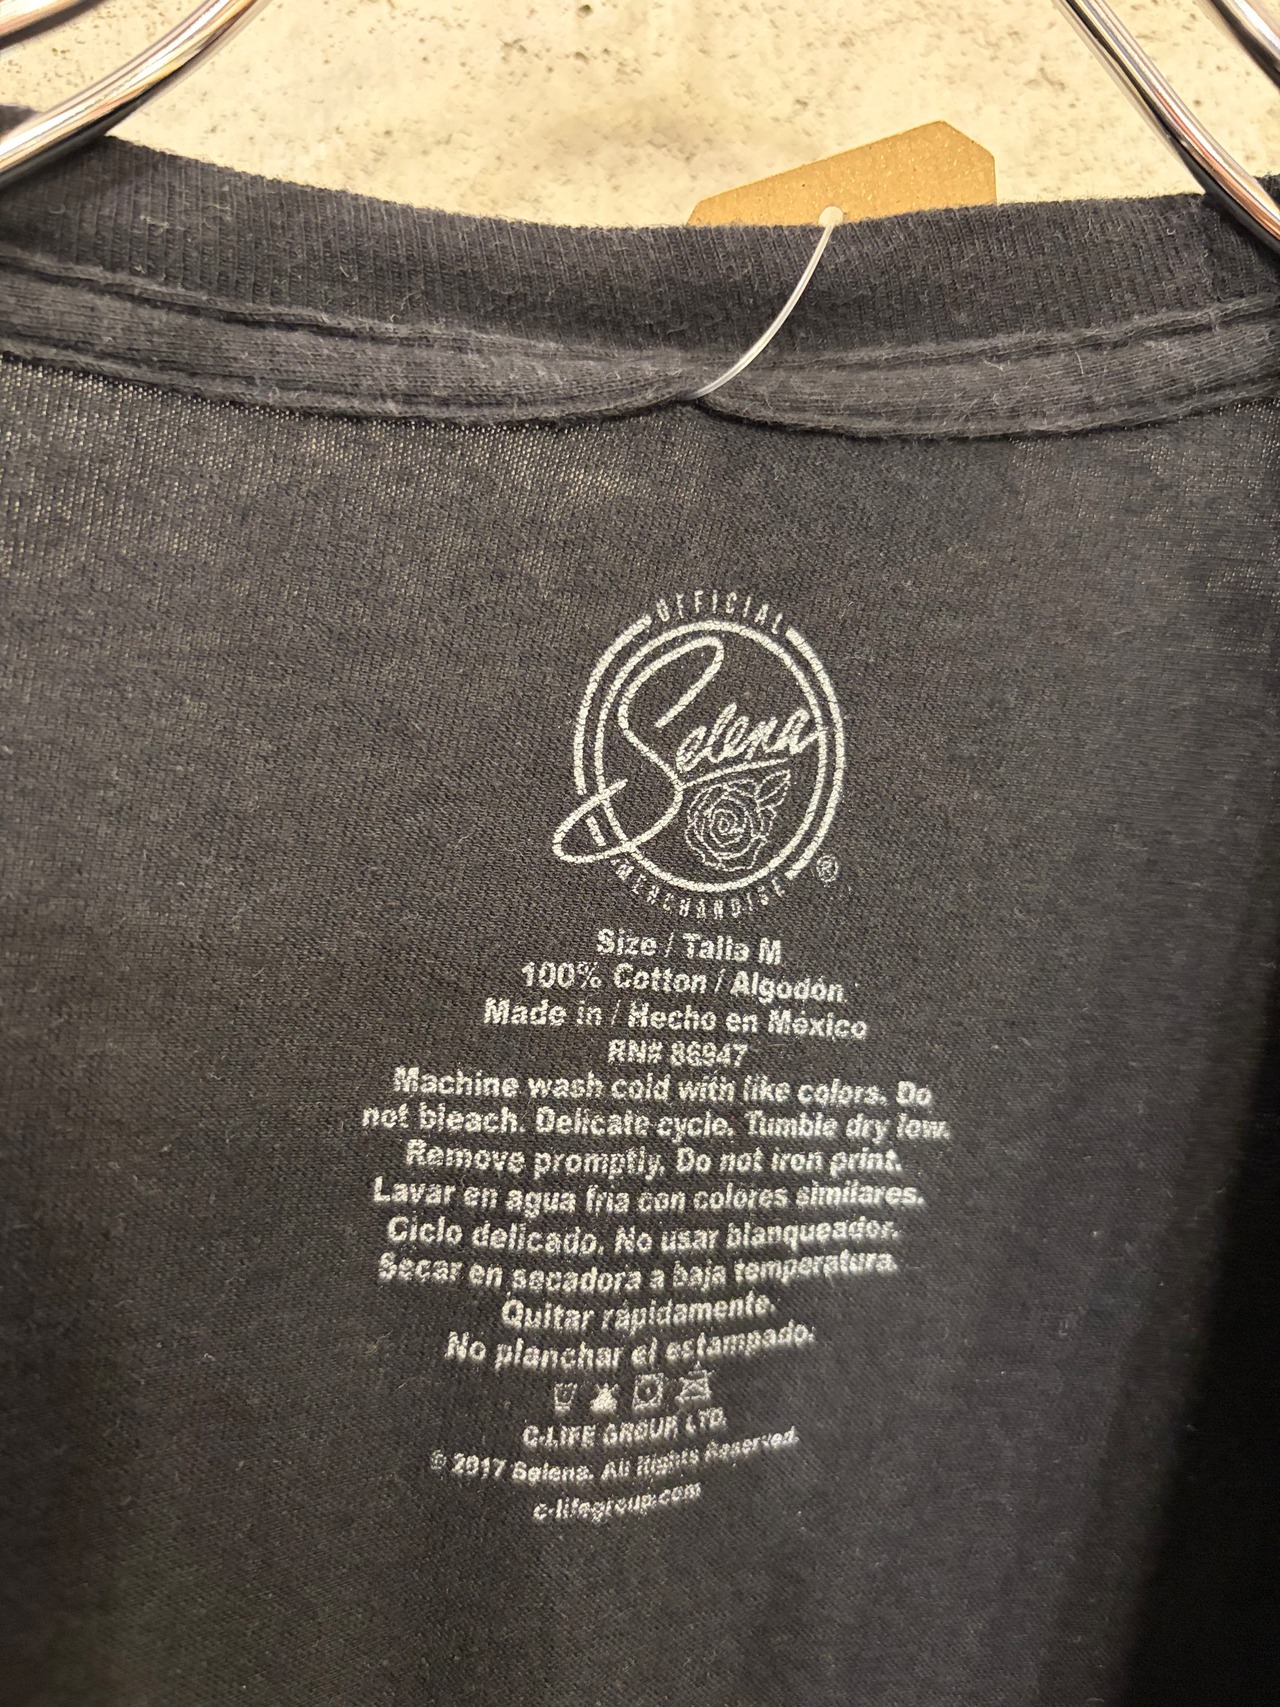 OFFICIAL
Selena
MERCHANDISE ®
Size / Talla M
100% Cotton / Algodón
Made in / Hecho en México
RN# 86947
Machine wash cold with like colors. Do
not bleach. Delicate cycle. Tumble dry low.
Remove promptly. Do not iron print.
Lavar en agua fria con colores similares.
Ciclo delicado. No usar blanqueador.
Secar en secadora a baja temperatura.
Quitar rápidamente.
No planchar el estampado.
C-LIFE GROUP LTD.
© 2017 Selena. All Rights Reserved.
c-lifegroup.com